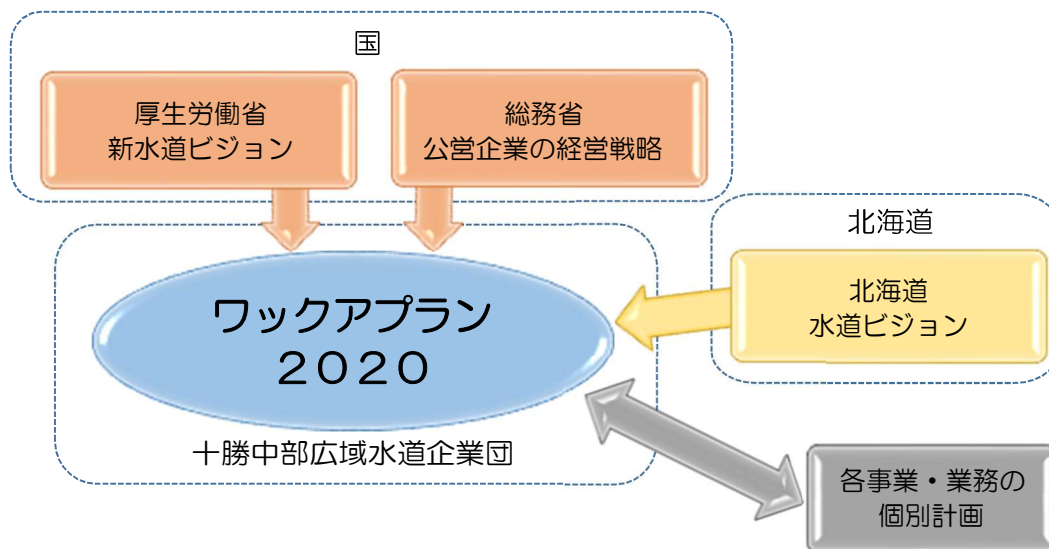 国
厚生労働省
新水道ビジョン
総務省
公営企業の経営戦略
北海道
北海道
水道ビジョン
ワックアプラン
２０２０
十勝中部広域水道企業団
各事業・業務の
個別計画